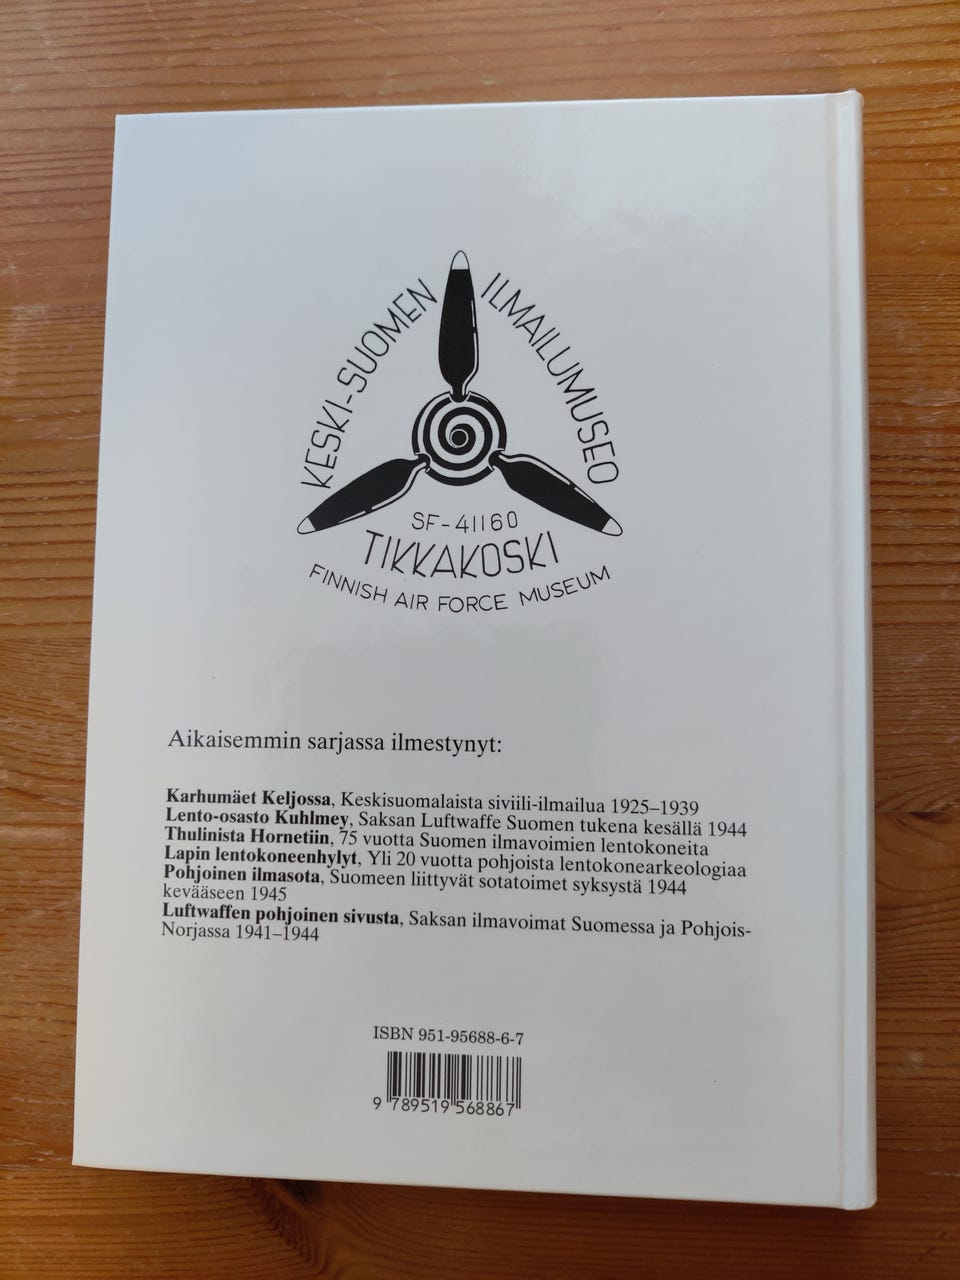 KESKI-SUOMEN ILMAILUMUSEO
SF-41160
TIKKAKOSKI
FINNISH AIR FORCE MUSEUM
Aikaisemmin sarjassa ilmestynyt:
Karhumäet Keljossa, Keskisuomalaista siviili-ilmailua 1925–1939
Lento-osasto Kuhlmey, Saksan Luftwaffe Suomen tukena kesällä 1944
Thulinista Hornetiin, 75 vuotta Suomen ilmavoimien lentokoneita
Lapin lentokoneenhylyt, Yli 20 vuotta pohjoista lentokonearkeologiaa
Pohjoinen ilmasota, Suomeen liittyvät sotatoimet syksystä 1944
kevääseen 1945
Luftwaffen pohjoinen sivusta, Saksan ilmavoimat Suomessa ja Pohjois-
Norjassa 1941–1944
ISBN 951-95688-6-7
9 789519 568867